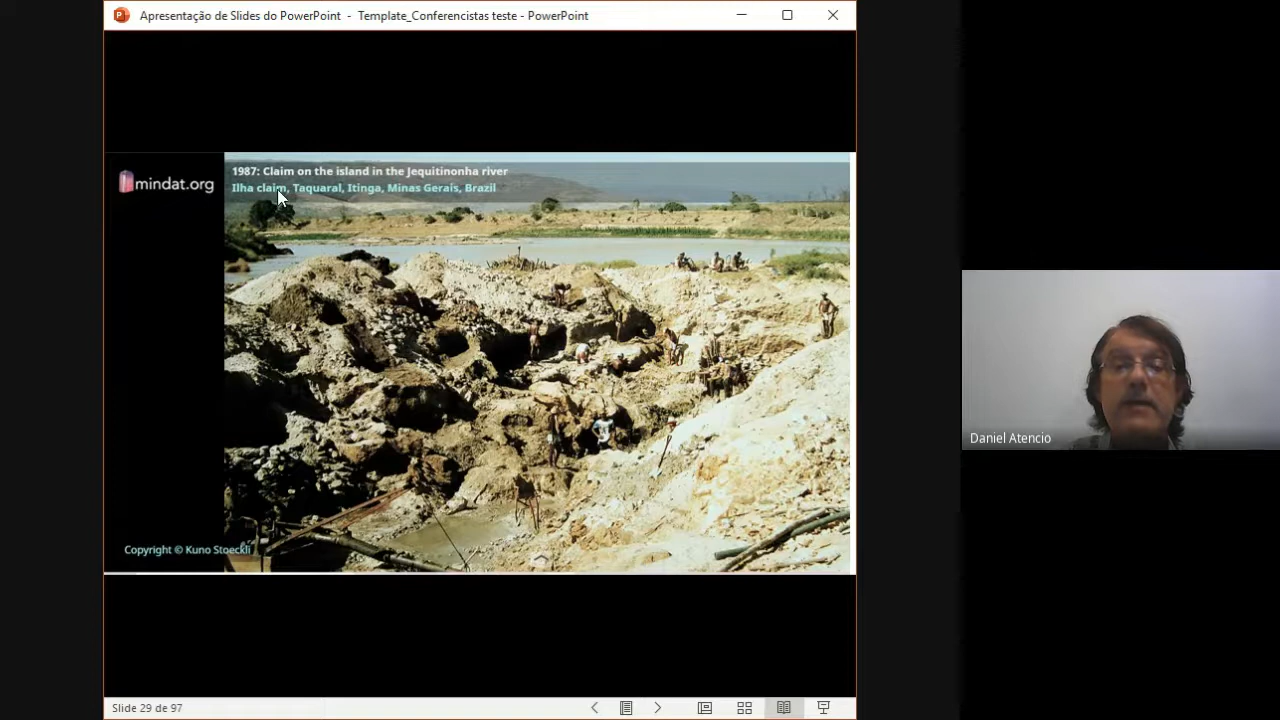 Apresentação de Slides do PowerPoint - Template_Conferencistas teste - PowerPoint
mindat.org
1987: Claim on the island in the Jequitinonha river
Ilha claim, Taquaral, Itinga, Minas Gerais, Brazil
Daniel Atencio
Copyright © Kuno Stoeckli
Slide 29 de 97